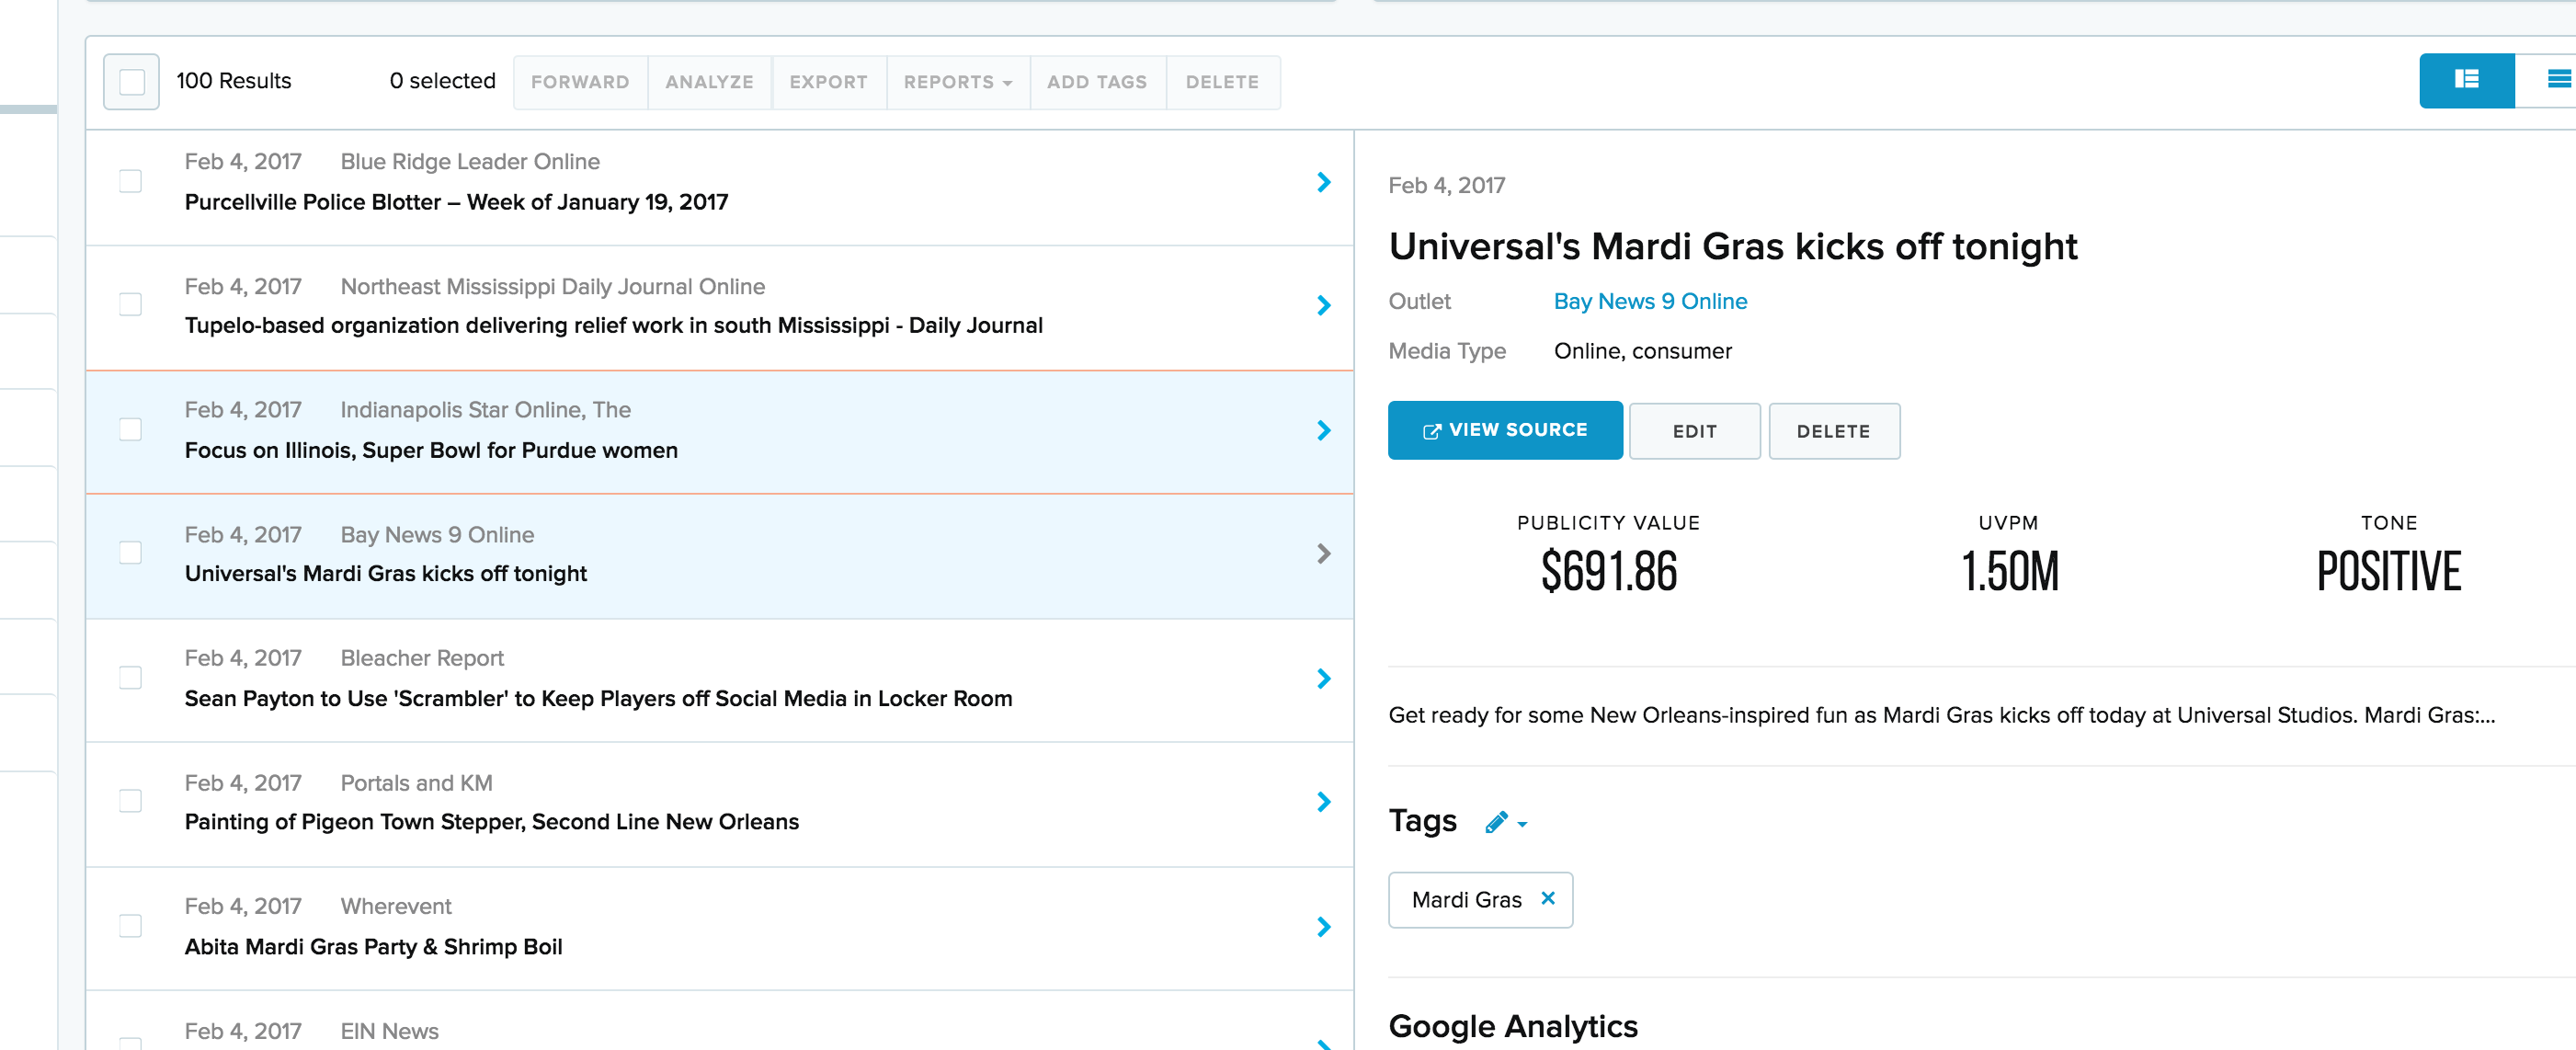 100 Results 0 selected FORWARD ANALYZE EXPORT REPORTS ADD TAGS DELETE
Feb 4, 2017 Blue Ridge Leader Online
Purcellville Police Blotter – Week of January 19, 2017
Feb 4, 2017 Northeast Mississippi Daily Journal Online
Tupelo-based organization delivering relief work in south Mississippi - Daily Journal
Feb 4, 2017 Indianapolis Star Online, The
Focus on Illinois, Super Bowl for Purdue women
Feb 4, 2017 Bay News 9 Online
Universal's Mardi Gras kicks off tonight
Feb 4, 2017 Bleacher Report
Sean Payton to Use 'Scrambler' to Keep Players off Social Media in Locker Room
Feb 4, 2017 Portals and KM
Painting of Pigeon Town Stepper, Second Line New Orleans
Feb 4, 2017 Wherevent
Abita Mardi Gras Party & Shrimp Boil
Feb 4, 2017 EIN News
Feb 4, 2017
Universal's Mardi Gras kicks off tonight
Outlet Bay News 9 Online
Media Type Online, consumer
VIEW SOURCE EDIT DELETE
PUBLICITY VALUE UVPM TONE
$691.86 1.50M POSITIVE
Get ready for some New Orleans-inspired fun as Mardi Gras kicks off today at Universal Studios. Mardi Gras:...
Tags
Mardi Gras
Google Analytics